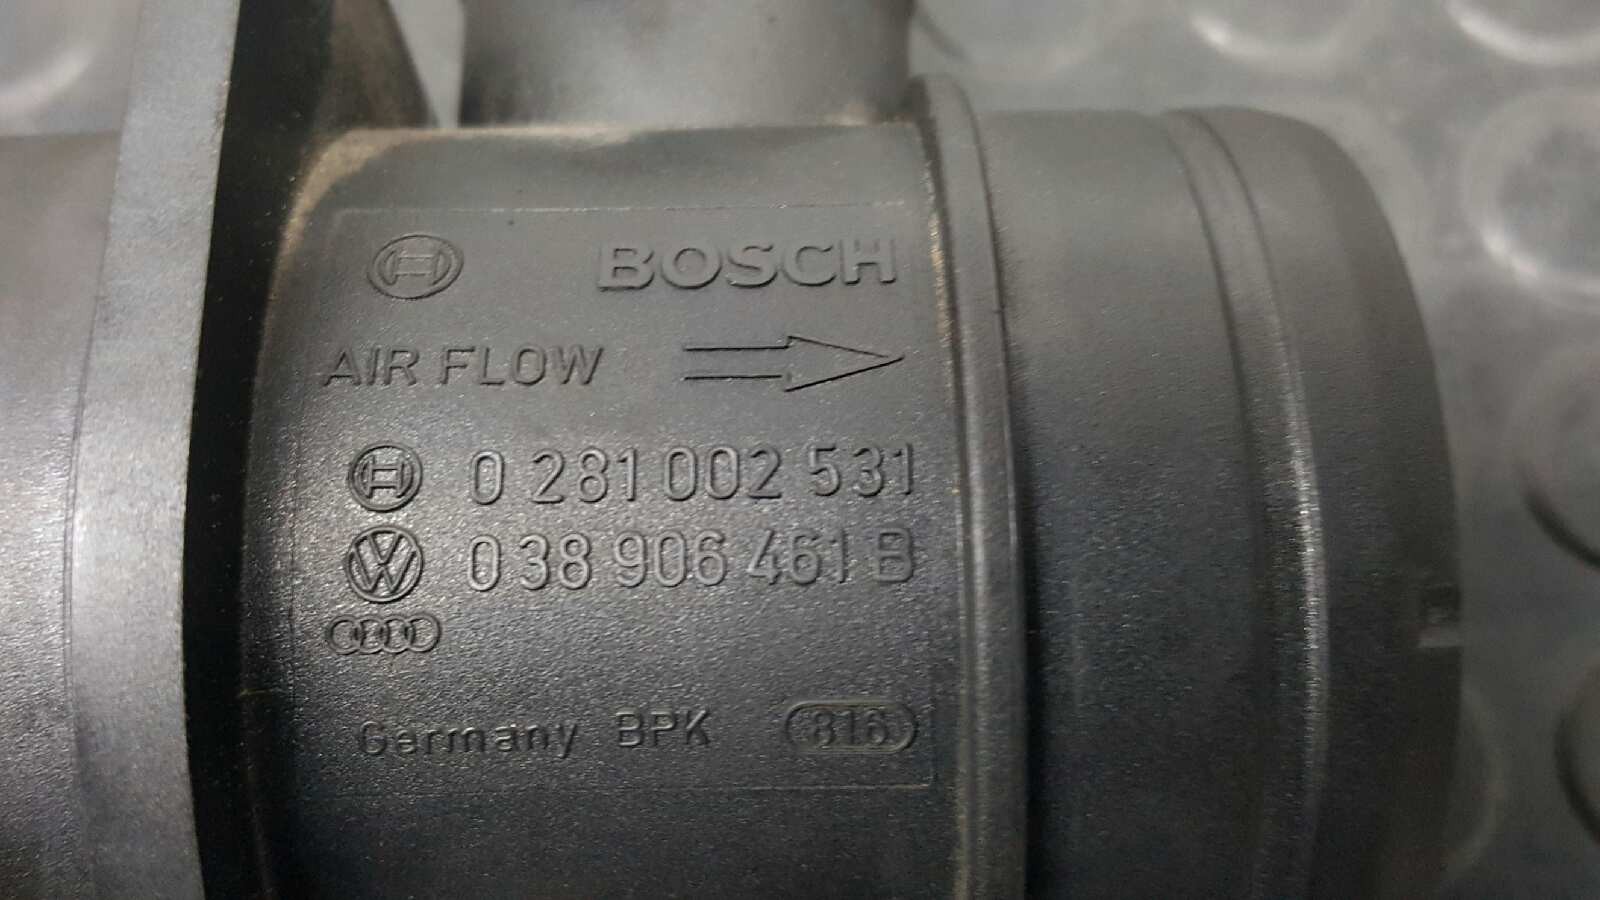 BOSCH
AIR FLOW
0 281 002 531
038 906 461 B
Germany BPK 816